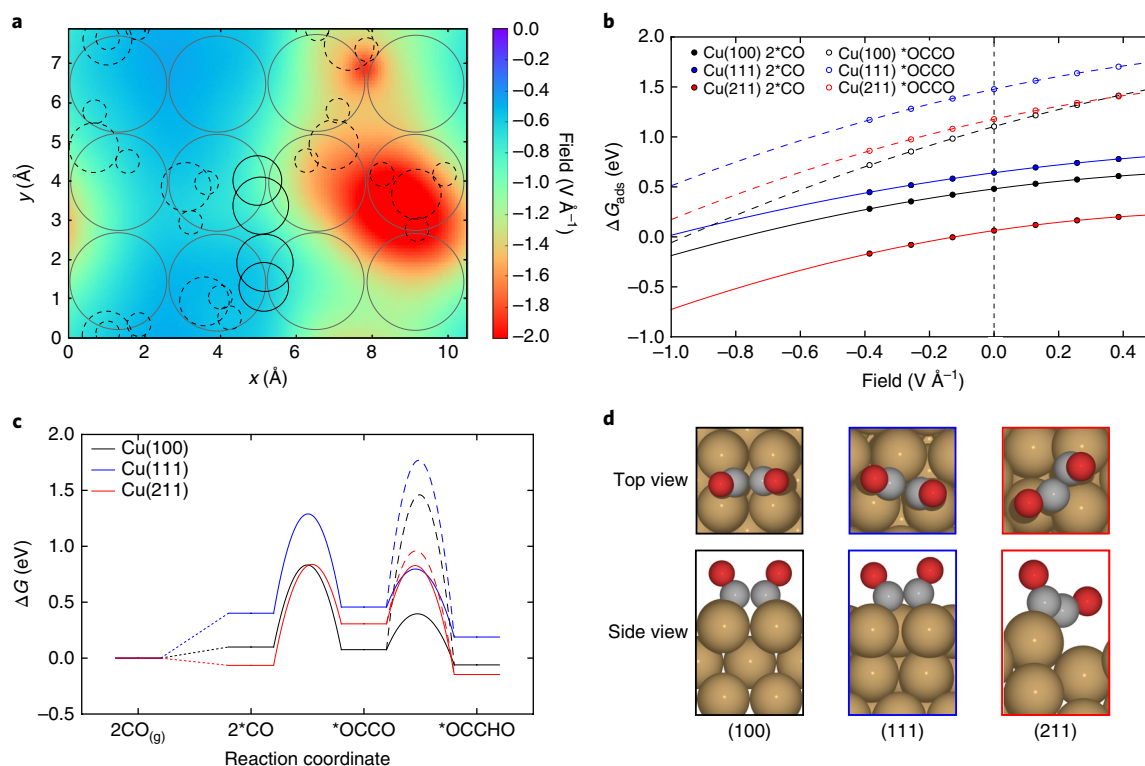 a
7
6
5
4
3
2
1
0
y (Å)
0 2 4 6 8 10
x (Å)
0.0
−0.2
−0.4
−0.6
−0.8
−1.0
−1.2
−1.4
−1.6
−1.8
−2.0
Field (V Å⁻¹)
b
Cu(100) 2*CO Cu(100) *OCCO
Cu(111) 2*CO Cu(111) *OCCO
Cu(211) 2*CO Cu(211) *OCCO
2.0
1.5
1.0
0.5
0.0
−0.5
−1.0
ΔG_ads (eV)
−1.0 −0.8 −0.6 −0.4 −0.2 0.0 0.2 0.4
Field (V Å⁻¹)
c
Cu(100)
Cu(111)
Cu(211)
2.0
1.5
1.0
0.5
0.0
−0.5
ΔG (eV)
2CO(g) 2*CO *OCCO *OCCHO
Reaction coordinate
d
Top view
Side view
(100) (111) (211)